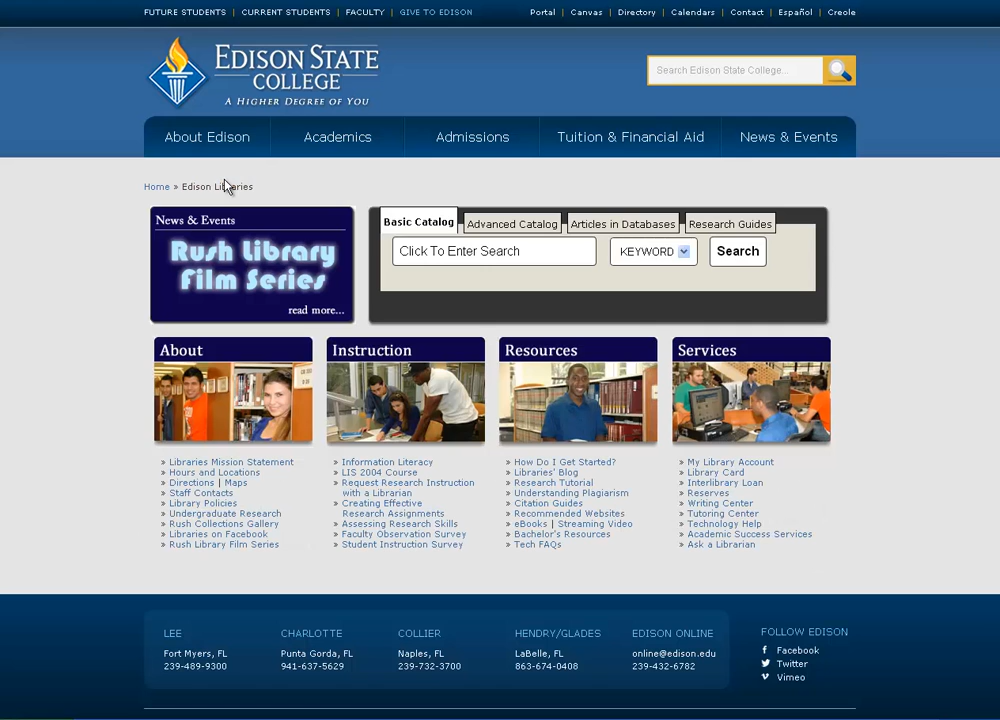 FUTURE STUDENTS | CURRENT STUDENTS | FACULTY | GIVE TO EDISON
Portal | Canvas | Directory | Calendars | Contact | Español | Creole
EDISON STATE
COLLEGE
A HIGHER DEGREE OF YOU
Search Edison State College...
About Edison
Academics
Admissions
Tuition & Financial Aid
News & Events
Home » Edison Libraries
News & Events
Rush Library
Film Series
read more...
Basic Catalog
Advanced Catalog
Articles in Databases
Research Guides
Click To Enter Search
KEYWORD
Search
About
» Libraries Mission Statement
» Hours and Locations
» Directions | Maps
» Staff Contacts
» Library Policies
» Undergraduate Research
» Rush Collections Gallery
» Libraries on Facebook
» Rush Library Film Series
Instruction
» Information Literacy
» LIS 2004 Course
» Request Research Instruction
with a Librarian
» Creating Effective
Research Assignments
» Assessing Research Skills
» Faculty Observation Survey
» Student Instruction Survey
Resources
» How Do I Get Started?
» Libraries' Blog
» Research Tutorial
» Understanding Plagiarism
» Citation Guides
» Recommended Websites
» eBooks | Streaming Video
» Bachelor's Resources
» Tech FAQs
Services
» My Library Account
» Library Card
» Interlibrary Loan
» Reserves
» Writing Center
» Tutoring Center
» Technology Help
» Academic Success Services
» Ask a Librarian
LEE
Fort Myers, FL
239-489-9300
CHARLOTTE
Punta Gorda, FL
941-637-5629
COLLIER
Naples, FL
239-732-3700
HENDRY/GLADES
LaBelle, FL
863-674-0408
EDISON ONLINE
online@edison.edu
239-432-6782
FOLLOW EDISON
Facebook
Twitter
Vimeo